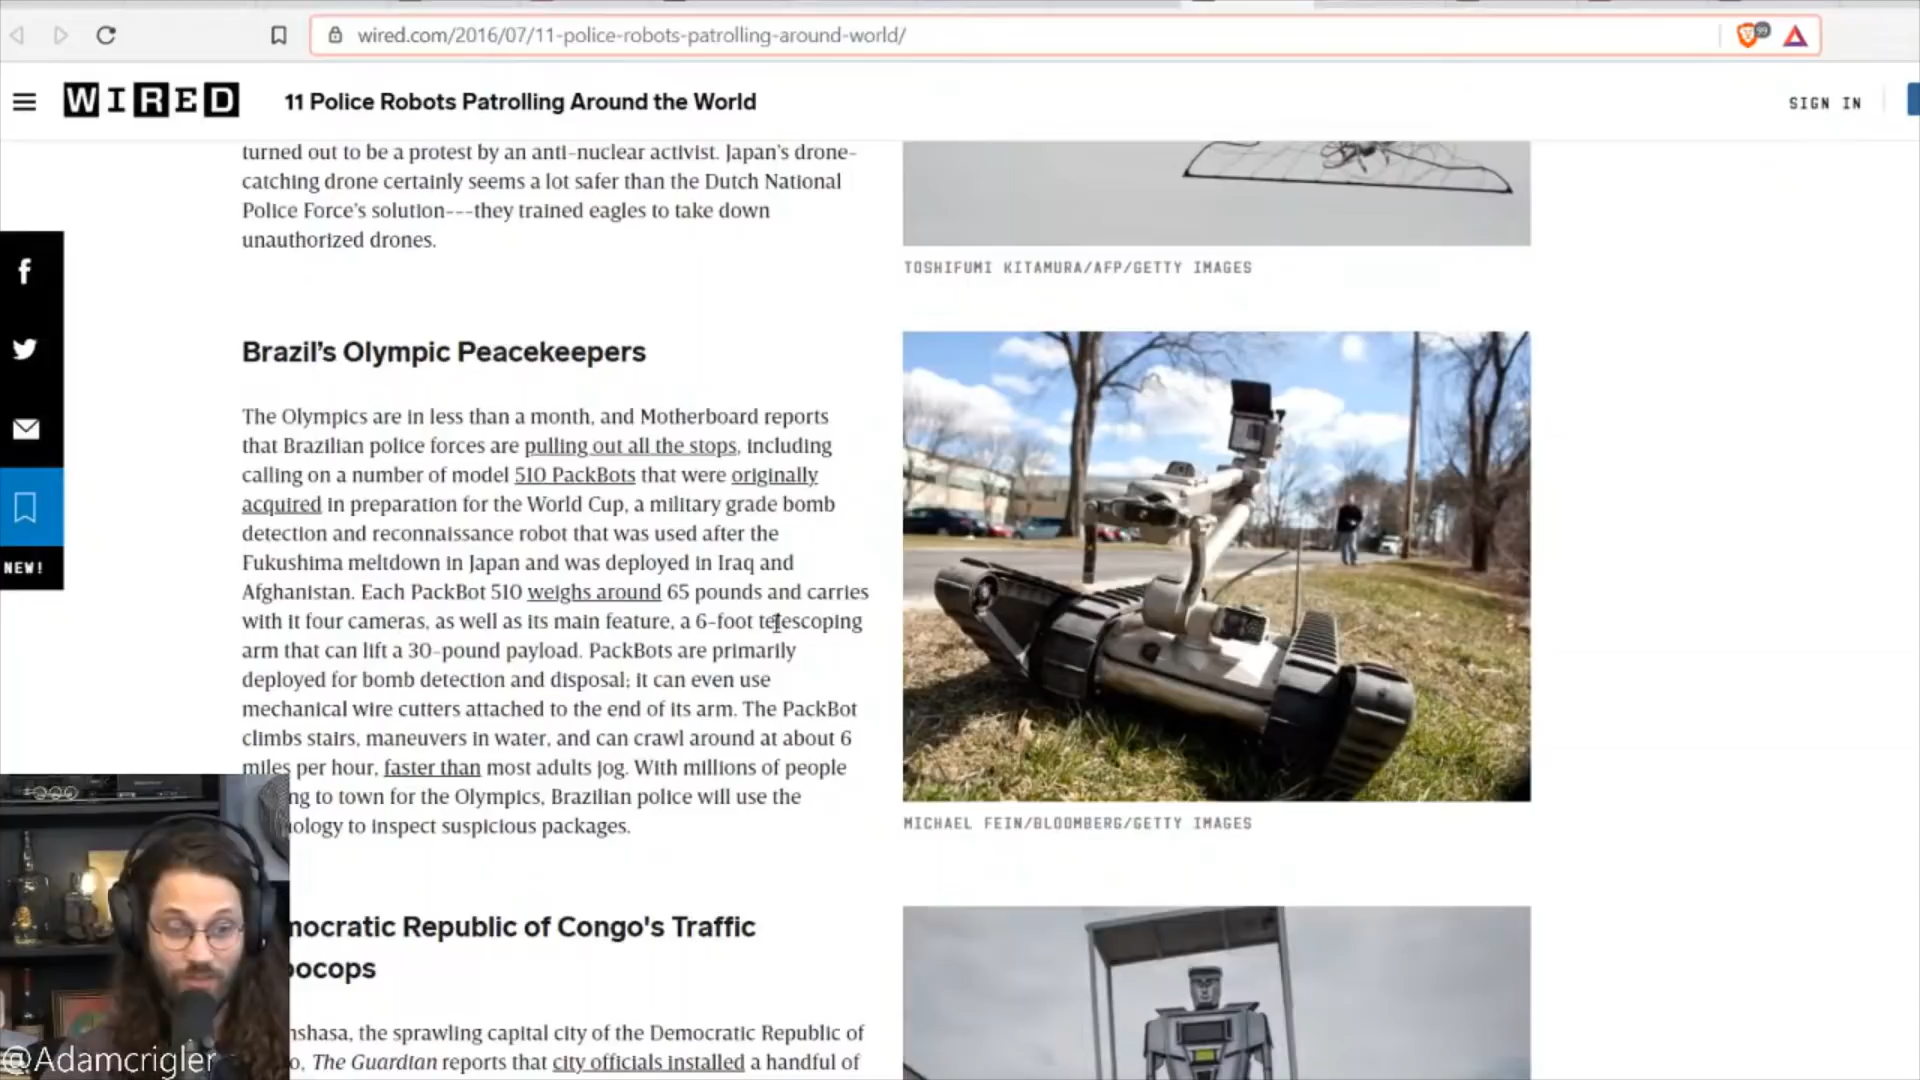 wired.com/2016/07/11-police-robots-patrolling-around-world/
99
WIRED
11 Police Robots Patrolling Around the World
SIGN IN
turned out to be a protest by an anti-nuclear activist. Japan's drone-
catching drone certainly seems a lot safer than the Dutch National
Police Force's solution---they trained eagles to take down
unauthorized drones.
TOSHIFUMI KITAMURA/AFP/GETTY IMAGES
Brazil's Olympic Peacekeepers
The Olympics are in less than a month, and Motherboard reports
that Brazilian police forces are pulling out all the stops, including
calling on a number of model 510 PackBots that were originally
acquired in preparation for the World Cup, a military grade bomb
detection and reconnaissance robot that was used after the
Fukushima meltdown in Japan and was deployed in Iraq and
Afghanistan. Each PackBot 510 weighs around 65 pounds and carries
with it four cameras, as well as its main feature, a 6-foot telescoping
arm that can lift a 30-pound payload. PackBots are primarily
deployed for bomb detection and disposal; it can even use
mechanical wire cutters attached to the end of its arm. The PackBot
climbs stairs, maneuvers in water, and can crawl around at about 6
miles per hour, faster than most adults jog. With millions of people
ng to town for the Olympics, Brazilian police will use the
nology to inspect suspicious packages.
MICHAEL FEIN/BLOOMBERG/GETTY IMAGES
NEW!
mocratic Republic of Congo's Traffic
ocops
nshasa, the sprawling capital city of the Democratic Republic of
o, The Guardian reports that city officials installed a handful of
@Adamcrigler